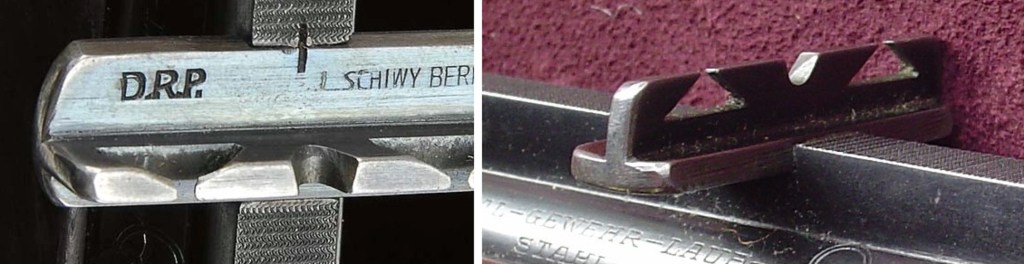 D.R.P.
L. SCHIWY BER
L-GEWEHR-LAUF
STAHL